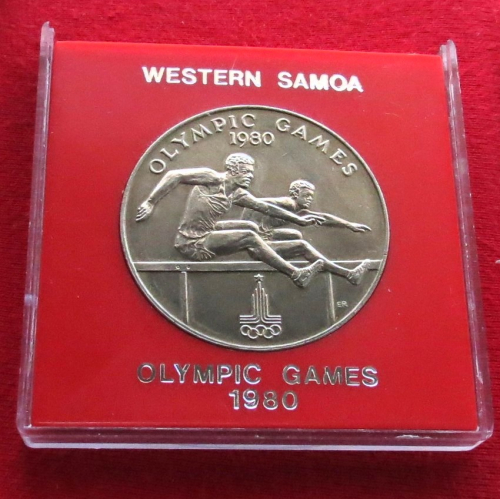 WESTERN SAMOA
OLYMPIC GAMES
1980
ER
OLYMPIC GAMES
1980